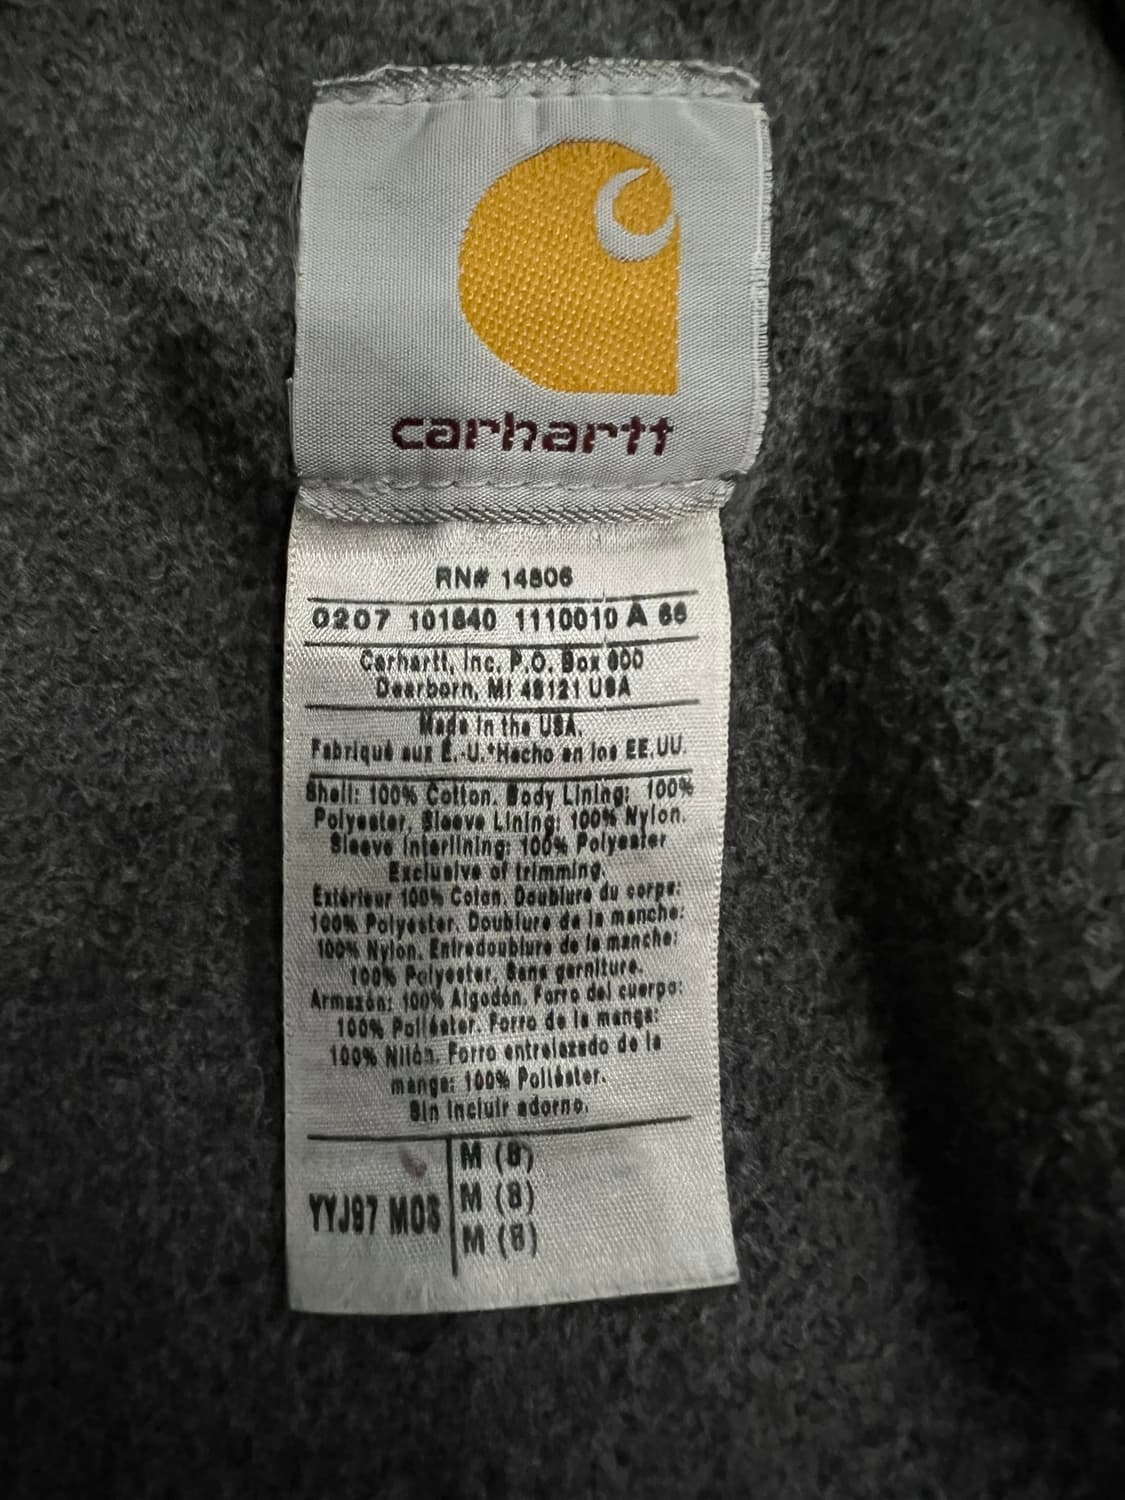 carhartt
RN# 14806
0207 101840 1110010 A 66
Carhartt, Inc. P.O. Box 600
Dearborn, MI 48121 USA
Made in the USA.
Fabriqué aux É.-U.*Hecho en los EE.UU.
Shell: 100% Cotton. Body Lining: 100%
Polyester, Sleeve Lining: 100% Nylon.
Sleeve Interlining: 100% Polyester
Exclusive of trimming.
Extérieur 100% Coton. Doublure du corps:
100% Polyester. Doublure de la manche:
100% Nylon. Entredoublure de la manche:
100% Polyester. Sans garniture.
Armazón: 100% Algodón. Forro del cuerpo:
100% Poliéster. Forro de la manga:
100% Nilón. Forro entrelazado de la
manga: 100% Poliéster.
Sin incluir adorno.
YYJ97 MOS
M (8)
M (8)
M (8)